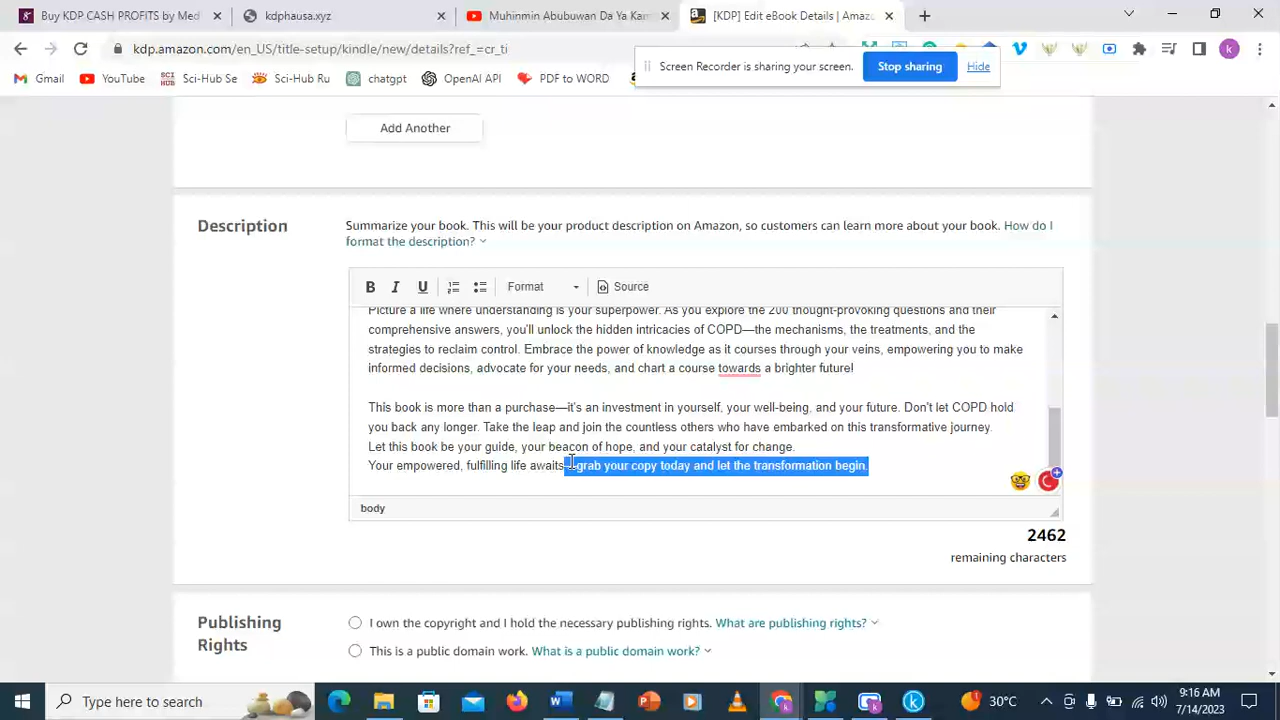 Buy KDP CASH PROFITS by Med
kdphausa.xyz
Muhinmin Abubuwan Da Ya Kam
[KDP] Edit eBook Details | Amaz
kdp.amazon.com/en_US/title-setup/kindle/new/details?ref_=cr_ti
k
Screen Recorder is sharing your screen.
Stop sharing
Hide
Gmail
YouTube
SCI HUB
Sci-Hub Se
Sci-Hub Ru
chatgpt
OpenAI API
PDF to WORD
Add Another
Description
Summarize your book. This will be your product description on Amazon, so customers can learn more about your book. How do I
format the description?
B I U
Format
Source
Picture a life where understanding is your superpower. As you explore the 200 thought-provoking questions and their
comprehensive answers, you'll unlock the hidden intricacies of COPD—the mechanisms, the treatments, and the
strategies to reclaim control. Embrace the power of knowledge as it courses through your veins, empowering you to make
informed decisions, advocate for your needs, and chart a course towards a brighter future!
This book is more than a purchase—it's an investment in yourself, your well-being, and your future. Don't let COPD hold
you back any longer. Take the leap and join the countless others who have embarked on this transformative journey.
Let this book be your guide, your beacon of hope, and your catalyst for change.
Your empowered, fulfilling life awaits grab your copy today and let the transformation begin.
body
2462
remaining characters
Publishing
Rights
I own the copyright and I hold the necessary publishing rights. What are publishing rights?
This is a public domain work. What is a public domain work?
Type here to search
30°C
9:16 AM
7/14/2023